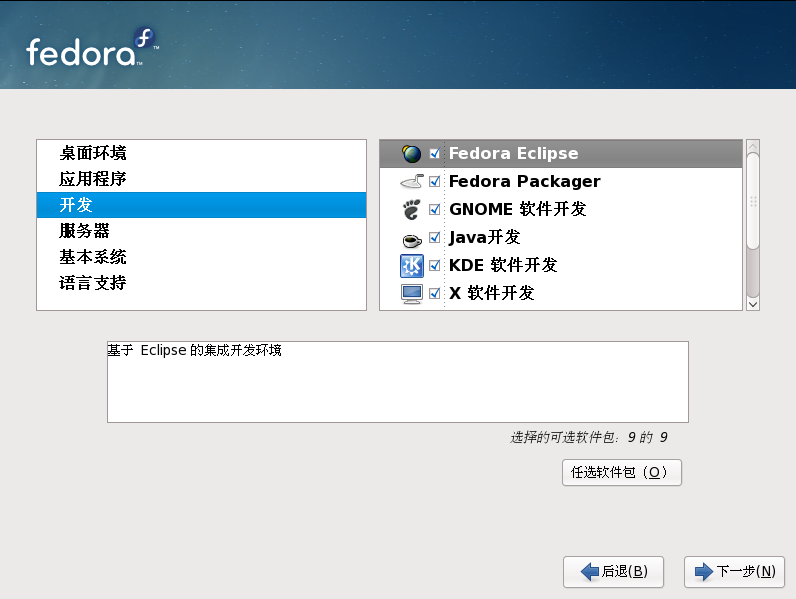 fedora™
桌面环境
应用程序
开发
服务器
基本系统
语言支持
Fedora Eclipse
Fedora Packager
GNOME 软件开发
Java开发
KDE 软件开发
X 软件开发
基于 Eclipse 的集成开发环境
选择的可选软件包：9 的 9
任选软件包（O）
后退(B)
下一步(N)